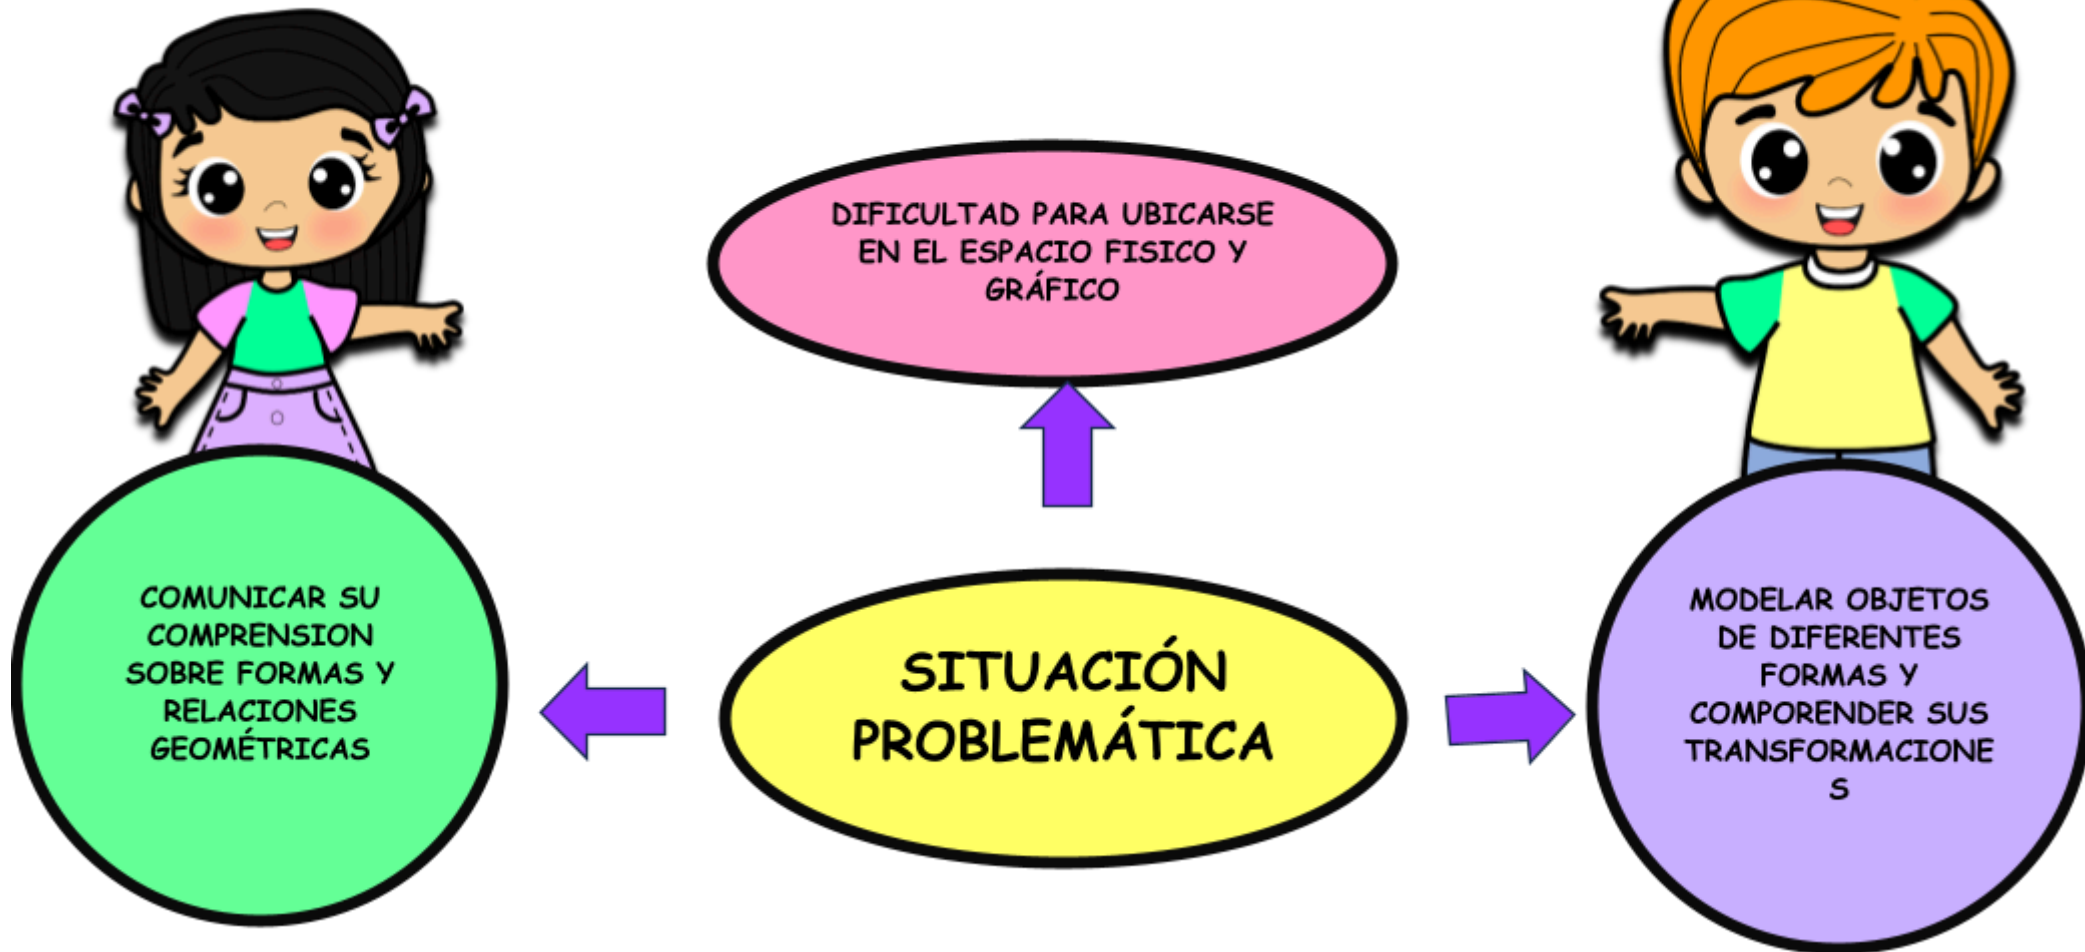 DIFICULTAD PARA UBICARSE
EN EL ESPACIO FISICO Y
GRÁFICO
COMUNICAR SU
COMPRENSION
SOBRE FORMAS Y
RELACIONES
GEOMÉTRICAS
SITUACIÓN
PROBLEMÁTICA
MODELAR OBJETOS
DE DIFERENTES
FORMAS Y
COMPORENDER SUS
TRANSFORMACIONE
S